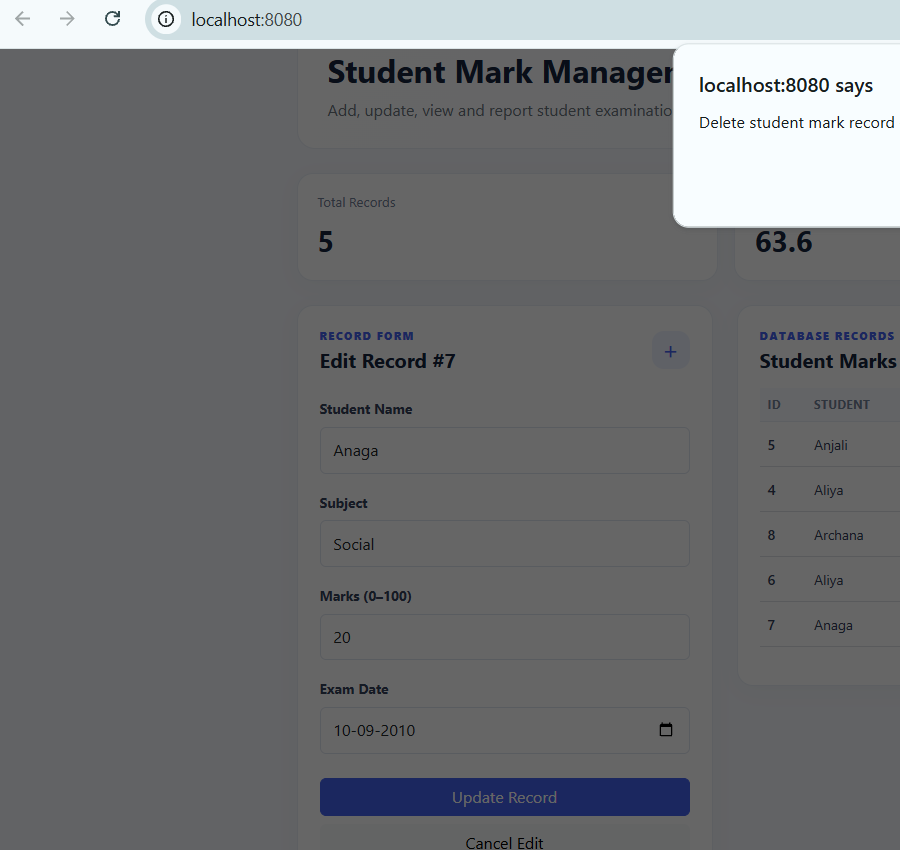 localhost:8080
localhost:8080 says
Delete student mark record
Student Mark Manager
Add, update, view and report student examinatio
Total Records
5
63.6
RECORD FORM
Edit Record #7
+
Student Name
Anaga
Subject
Social
Marks (0–100)
20
Exam Date
10-09-2010
Update Record
Cancel Edit
DATABASE RECORDS
Student Marks
ID STUDENT
5 Anjali
4 Aliya
8 Archana
6 Aliya
7 Anaga